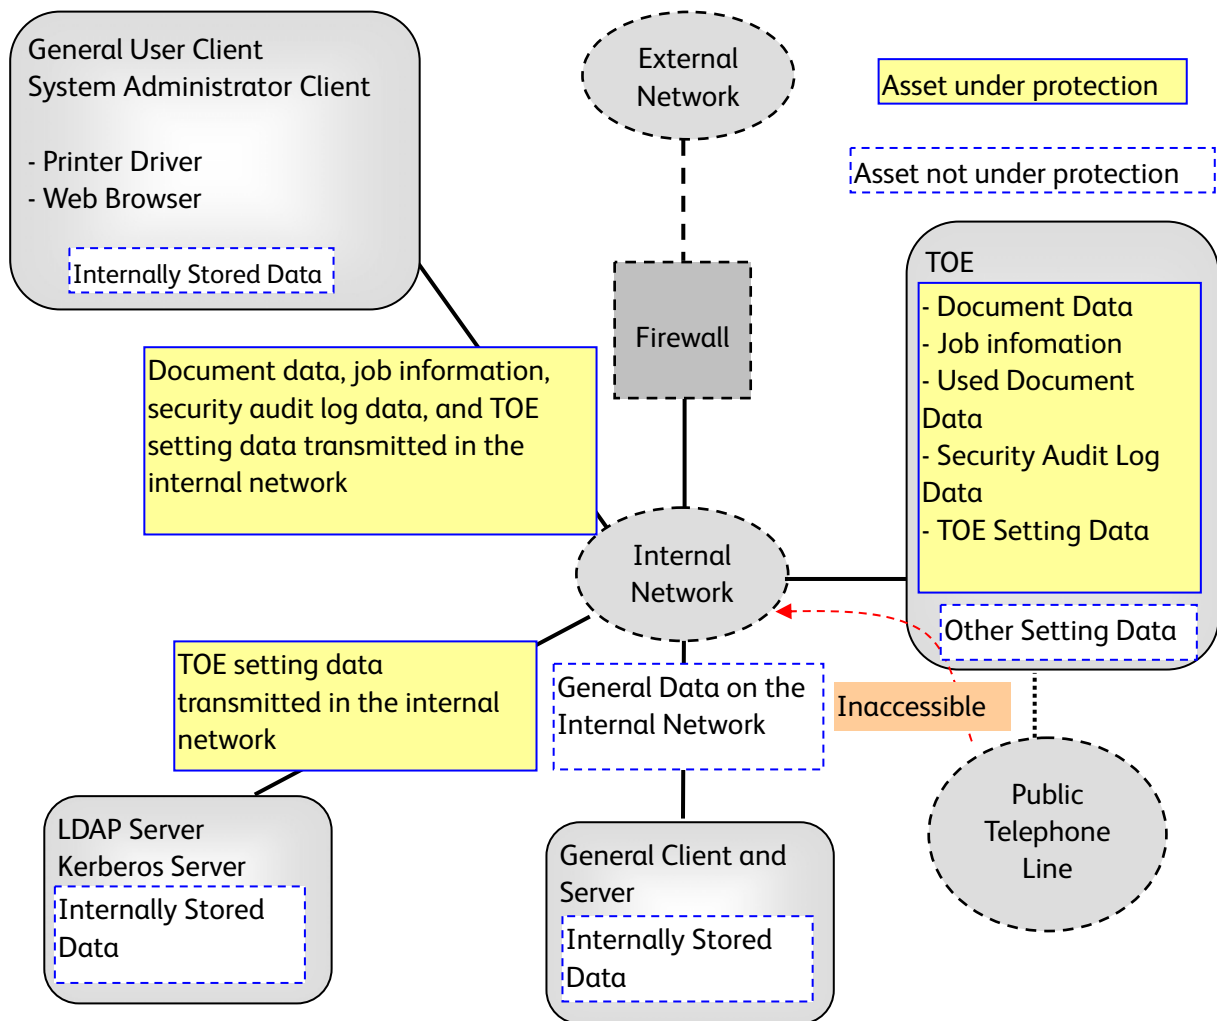 General User Client
System Administrator Client
- Printer Driver
- Web Browser
Internally Stored Data
External
Network
Asset under protection
Asset not under protection
Firewall
TOE
- Document Data
- Job infomation
- Used Document
Data
- Security Audit Log
Data
- TOE Setting Data
Other Setting Data
Document data, job information,
security audit log data, and TOE
setting data transmitted in the
internal network
Internal
Network
TOE setting data
transmitted in the internal
network
General Data on the
Internal Network
Inaccessible
Public
Telephone
Line
LDAP Server
Kerberos Server
Internally Stored
Data
General Client and
Server
Internally Stored
Data